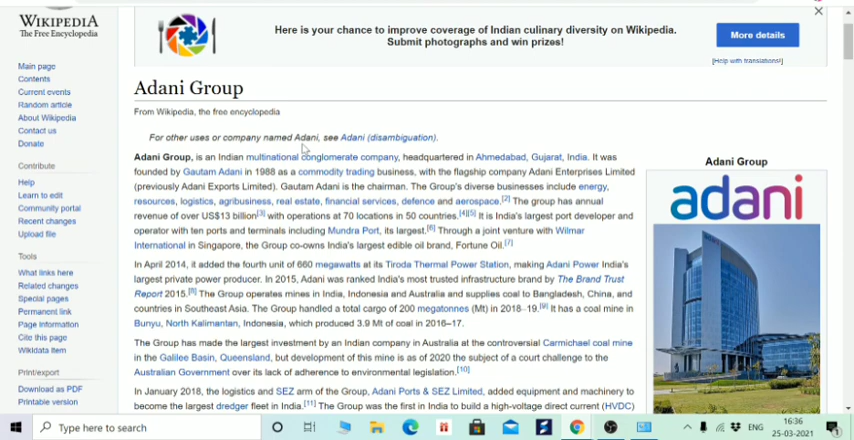 WIKIPEDIA
The Free Encyclopedia
Here is your chance to improve coverage of Indian culinary diversity on Wikipedia.
Submit photographs and win prizes!
More details
[Help with translations!]
Main page
Contents
Current events
Random article
About Wikipedia
Contact us
Donate
Contribute
Help
Learn to edit
Community portal
Recent changes
Upload file
Tools
What links here
Related changes
Special pages
Permanent link
Page information
Cite this page
Wikidata item
Print/export
Download as PDF
Printable version
Adani Group
From Wikipedia, the free encyclopedia
For other uses or company named Adani, see Adani (disambiguation).
Adani Group, is an Indian multinational conglomerate company, headquartered in Ahmedabad, Gujarat, India. It was
founded by Gautam Adani in 1988 as a commodity trading business, with the flagship company Adani Enterprises Limited
(previously Adani Exports Limited). Gautam Adani is the chairman. The Group's diverse businesses include energy,
resources, logistics, agribusiness, real estate, financial services, defence and aerospace.[2] The group has annual
revenue of over US$13 billion[3] with operations at 70 locations in 50 countries.[4][5] It is India's largest port developer and
operator with ten ports and terminals including Mundra Port, its largest.[6] Through a joint venture with Wilmar
International in Singapore, the Group co-owns India's largest edible oil brand, Fortune Oil.[7]
In April 2014, it added the fourth unit of 660 megawatts at its Tiroda Thermal Power Station, making Adani Power India's
largest private power producer. In 2015, Adani was ranked India's most trusted infrastructure brand by The Brand Trust
Report 2015.[8] The Group operates mines in India, Indonesia and Australia and supplies coal to Bangladesh, China, and
countries in Southeast Asia. The Group handled a total cargo of 200 megatonnes (Mt) in 2018–19.[9] It has a coal mine in
Bunyu, North Kalimantan, Indonesia, which produced 3.9 Mt of coal in 2016–17.
The Group has made the largest investment by an Indian company in Australia at the controversial Carmichael coal mine
in the Galilee Basin, Queensland, but development of this mine is as of 2020 the subject of a court challenge to the
Australian Government over its lack of adherence to environmental legislation.[10]
In January 2018, the logistics and SEZ arm of the Group, Adani Ports & SEZ Limited, added equipment and machinery to
become the largest dredger fleet in India.[11] The Group was the first in India to build a high-voltage direct current (HVDC)
Adani Group
adani
Type here to search
ENG
16:36
25-03-2021